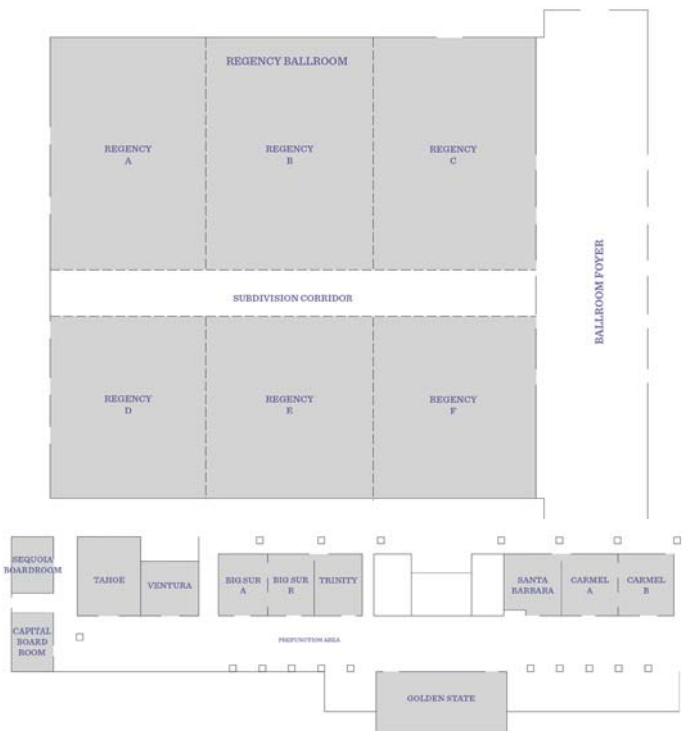 REGENCY BALLROOM
REGENCY
A
REGENCY
B
REGENCY
C
SUBDIVISION CORRIDOR
BALLROOM FOYER
REGENCY
D
REGENCY
E
REGENCY
F
SEQUOIA
BOARDROOM
TAHOE
VENTURA
BIG SUR
A
BIG SUR
B
TRINITY
SANTA
BARBARA
CARMEL
A
CARMEL
B
CAPITAL
BOARD
ROOM
PREFUNCTION AREA
GOLDEN STATE